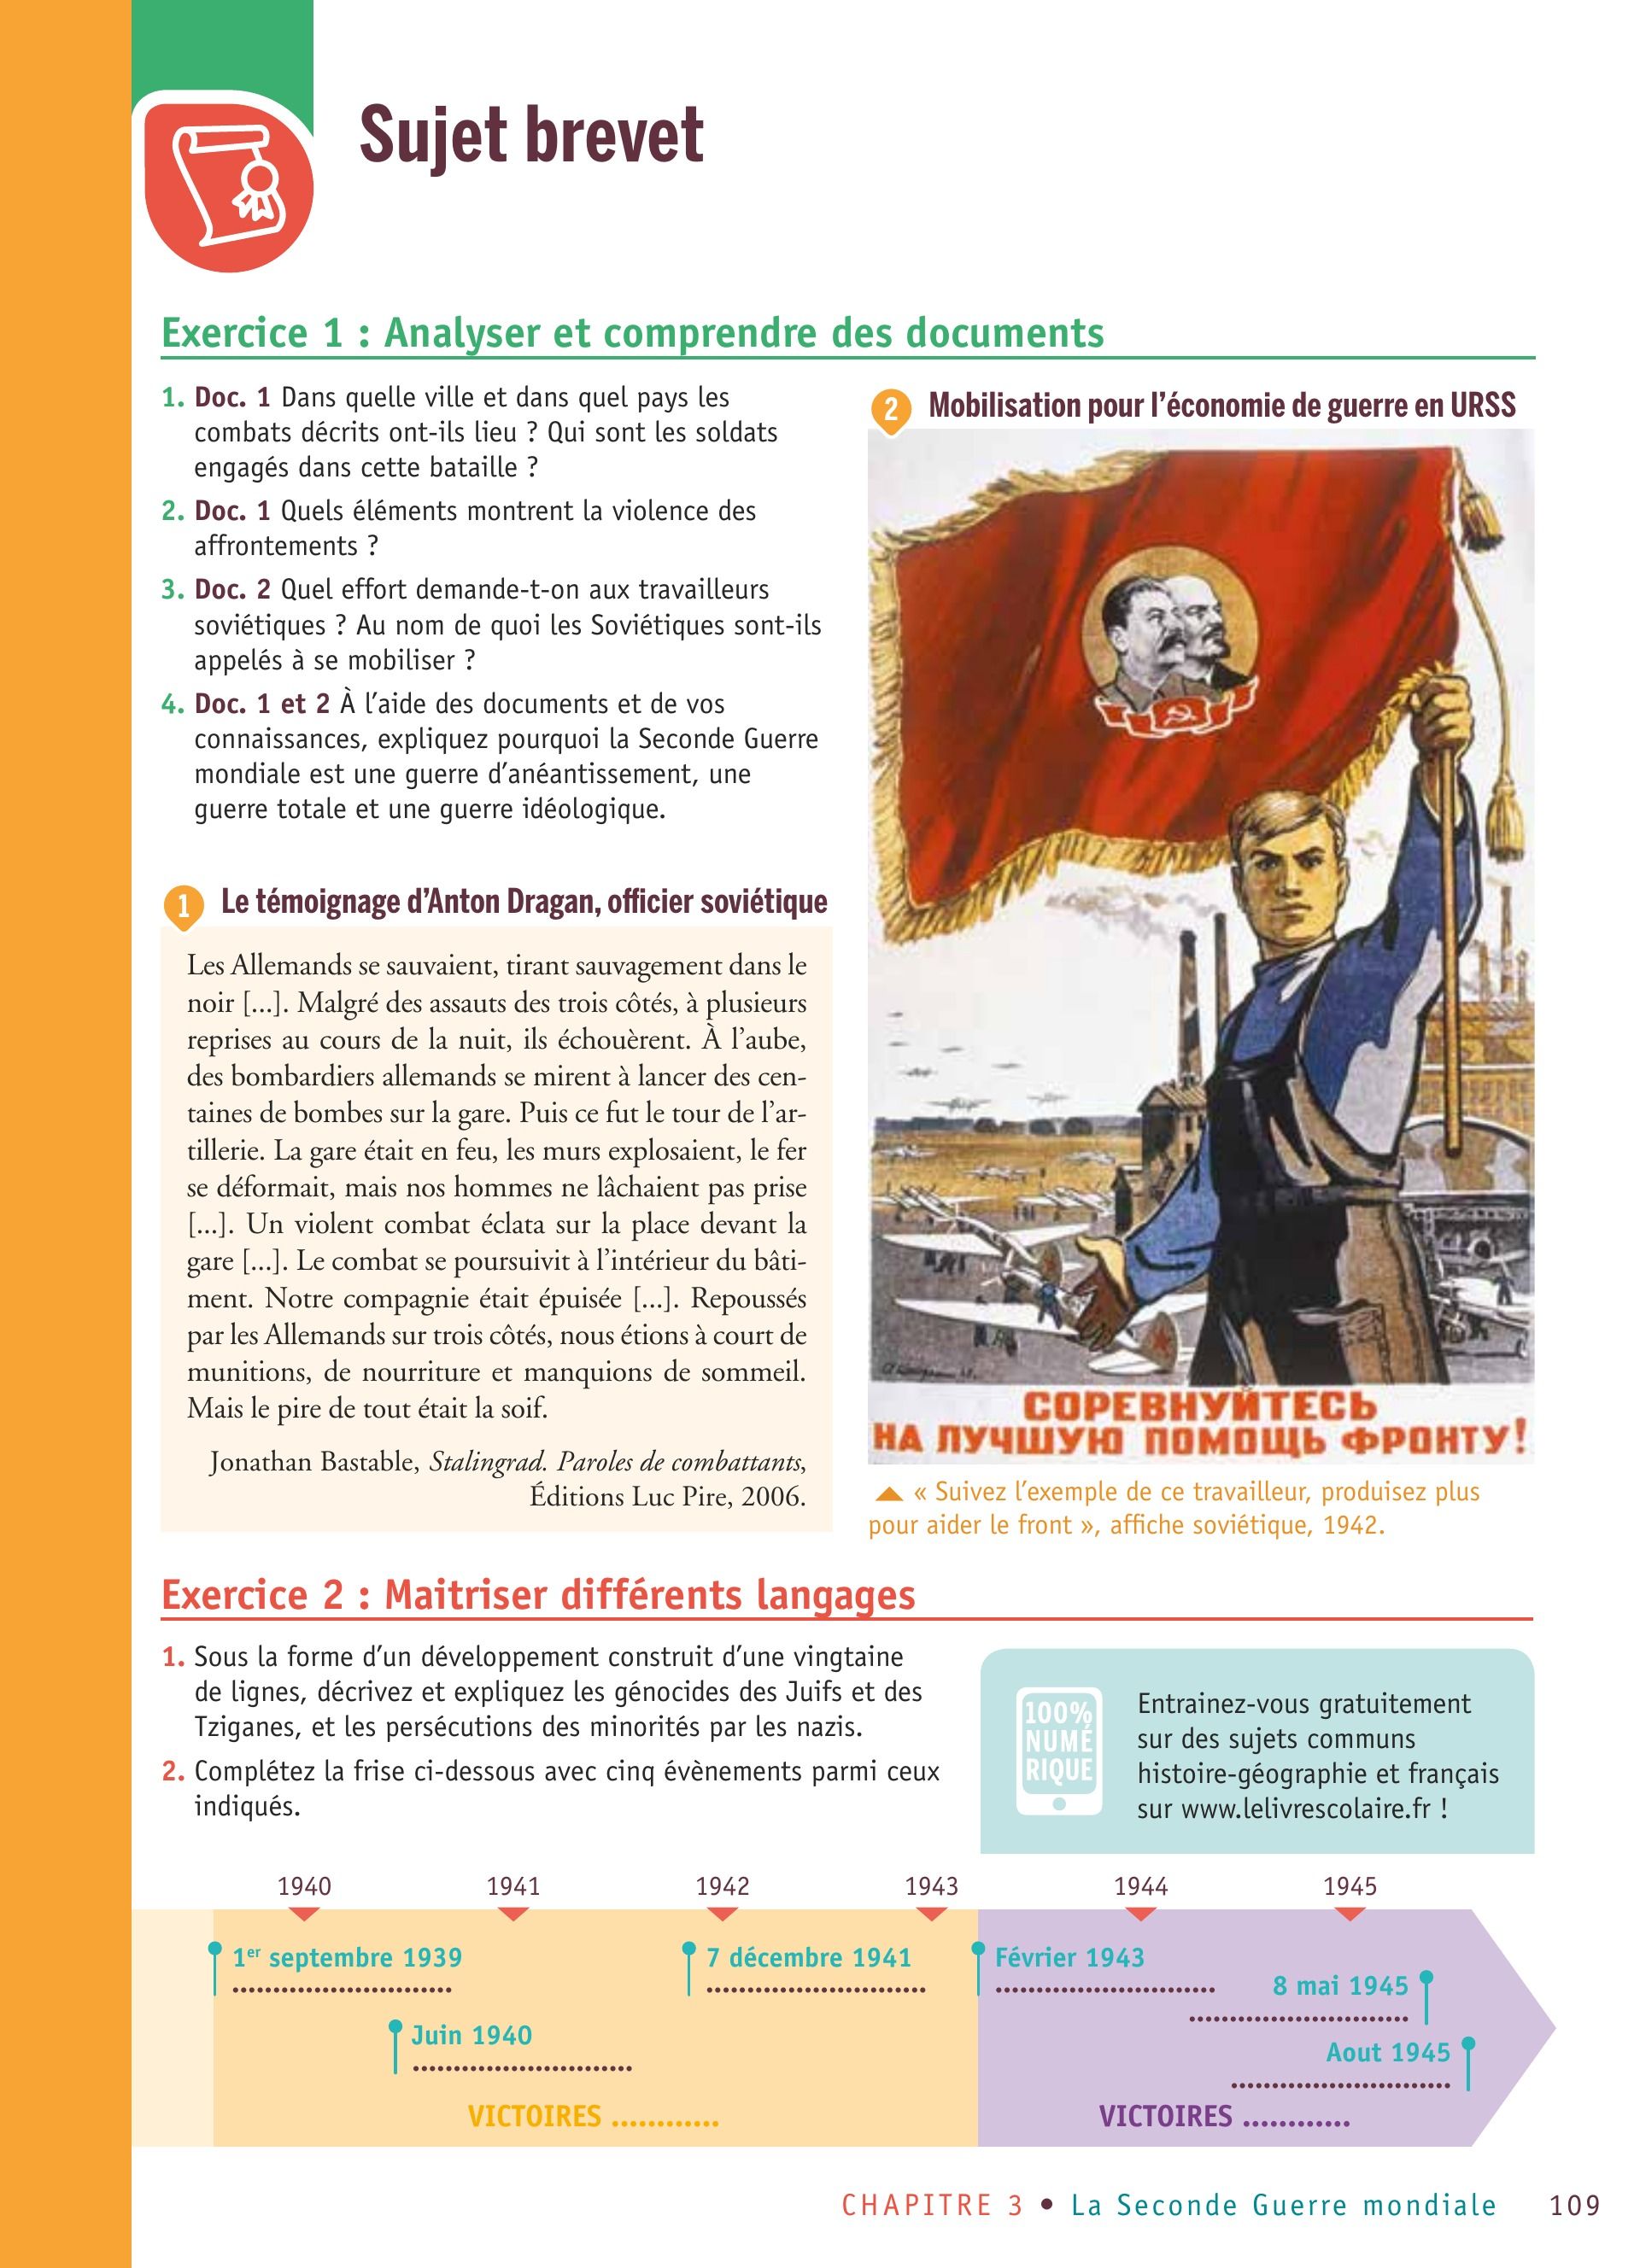 Sujet brevet
Exercice 1 : Analyser et comprendre des documents
1. Doc. 1 Dans quelle ville et dans quel pays les
combats décrits ont-ils lieu ? Qui sont les soldats
engagés dans cette bataille ?
2. Doc. 1 Quels éléments montrent la violence des
affrontements ?
3. Doc. 2 Quel effort demande-t-on aux travailleurs
soviétiques ? Au nom de quoi les Soviétiques sont-ils
appelés à se mobiliser ?
4. Doc. 1 et 2 À l’aide des documents et de vos
connaissances, expliquez pourquoi la Seconde Guerre
mondiale est une guerre d’anéantissement, une
guerre totale et une guerre idéologique.
1 Le témoignage d’Anton Dragan, officier soviétique
Les Allemands se sauvaient, tirant sauvagement dans le
noir [...]. Malgré des assauts des trois côtés, à plusieurs
reprises au cours de la nuit, ils échouèrent. À l’aube,
des bombardiers allemands se mirent à lancer des cen-
taines de bombes sur la gare. Puis ce fut le tour de l’ar-
tillerie. La gare était en feu, les murs explosaient, le fer
se déformait, mais nos hommes ne lâchaient pas prise
[...]. Un violent combat éclata sur la place devant la
gare [...]. Le combat se poursuivit à l’intérieur du bâti-
ment. Notre compagnie était épuisée [...]. Repoussés
par les Allemands sur trois côtés, nous étions à court de
munitions, de nourriture et manquions de sommeil.
Mais le pire de tout était la soif.
Jonathan Bastable, Stalingrad. Paroles de combattants,
Éditions Luc Pire, 2006.
2 Mobilisation pour l’économie de guerre en URSS
СОРЕВНУЙТЕСЬ
НА ЛУЧШУЮ ПОМОЩЬ ФРОНТУ!
« Suivez l’exemple de ce travailleur, produisez plus
pour aider le front », affiche soviétique, 1942.
Exercice 2 : Maitriser différents langages
1. Sous la forme d’un développement construit d’une vingtaine
de lignes, décrivez et expliquez les génocides des Juifs et des
Tziganes, et les persécutions des minorités par les nazis.
2. Complétez la frise ci-dessous avec cinq évènements parmi ceux
indiqués.
100%
NUMÉ
RIQUE
Entrainez-vous gratuitement
sur des sujets communs
histoire-géographie et français
sur www.lelivrescolaire.fr !
1940 1941 1942 1943 1944 1945
1er septembre 1939
7 décembre 1941
Février 1943
8 mai 1945
Juin 1940
Aout 1945
VICTOIRES ............
VICTOIRES ............
CHAPITRE 3 • La Seconde Guerre mondiale 109